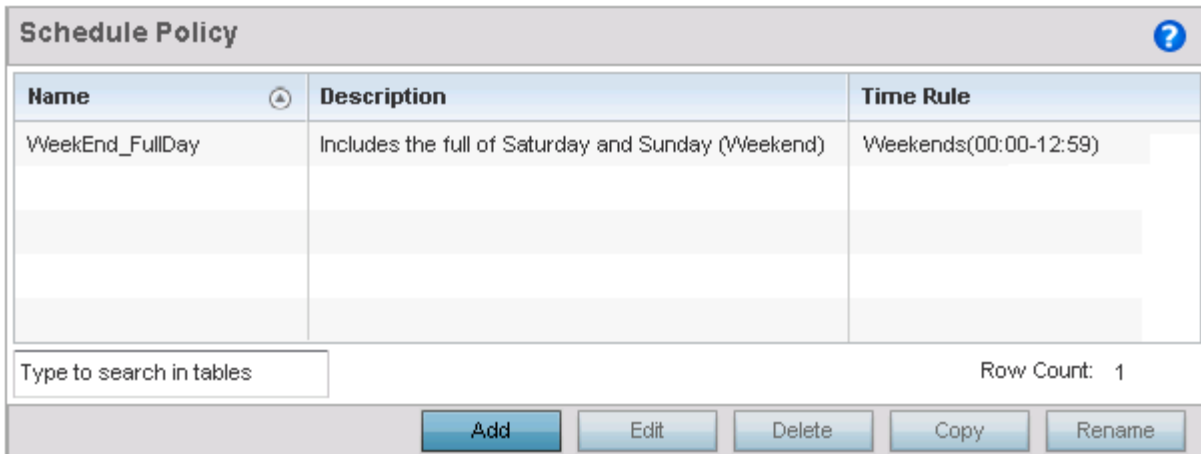 Schedule Policy
?
Name Description Time Rule
WeekEnd_FullDay Includes the full of Saturday and Sunday (Weekend) Weekends(00:00-12:59)
Type to search in tables Row Count: 1
Add Edit Delete Copy Rename